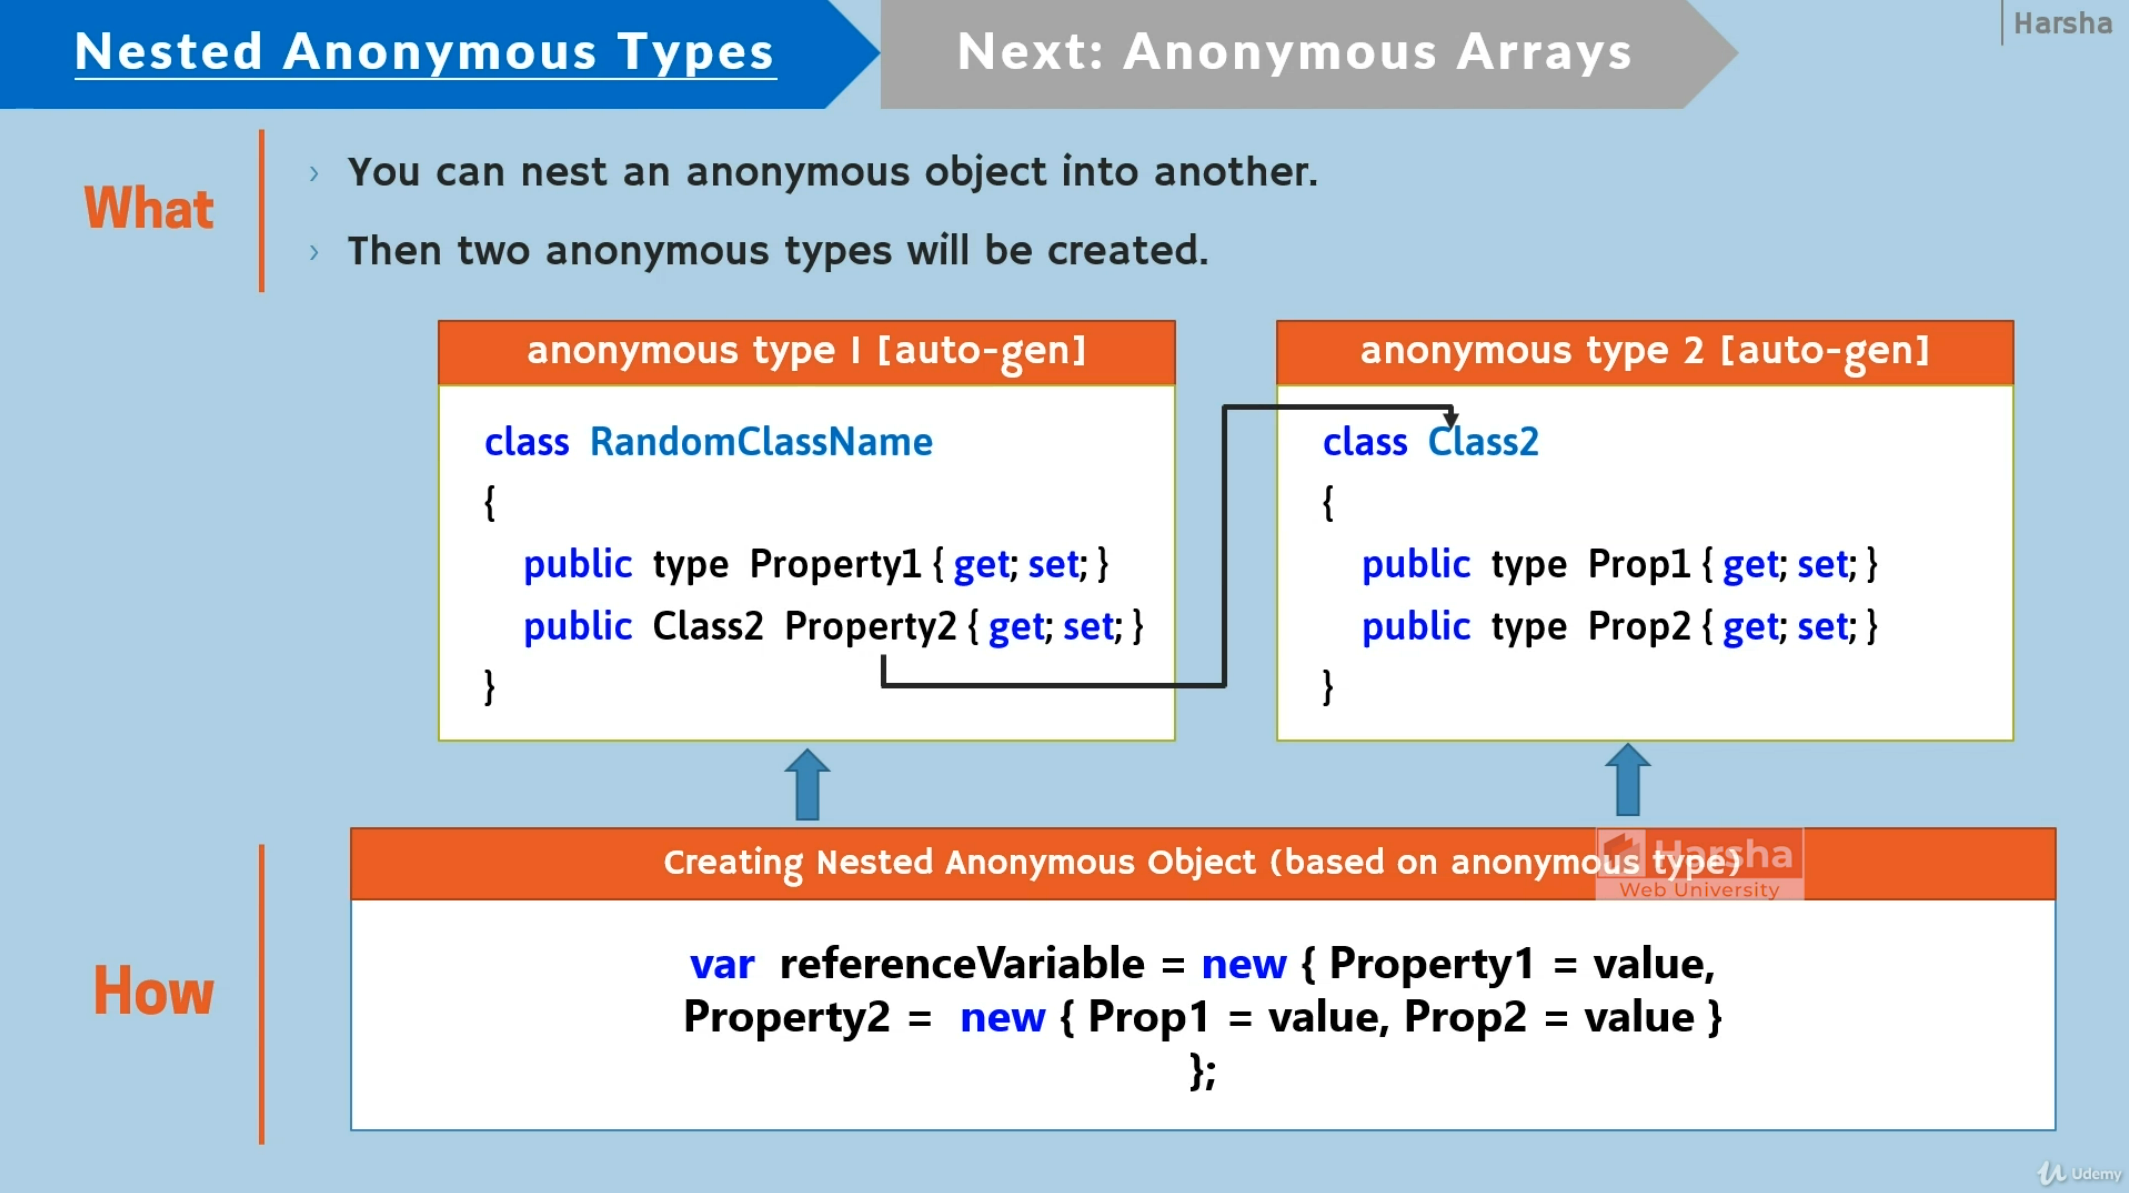 Nested Anonymous Types
Next: Anonymous Arrays
Harsha
What
› You can nest an anonymous object into another.
› Then two anonymous types will be created.
anonymous type 1 [auto-gen]
class RandomClassName
{
public type Property1 { get; set; }
public Class2 Property2 { get; set; }
}
anonymous type 2 [auto-gen]
class Class2
{
public type Prop1 { get; set; }
public type Prop2 { get; set; }
}
How
Creating Nested Anonymous Object (based on anonymous type)
Harsha
Web University
var referenceVariable = new { Property1 = value,
Property2 = new { Prop1 = value, Prop2 = value }
};
Udemy